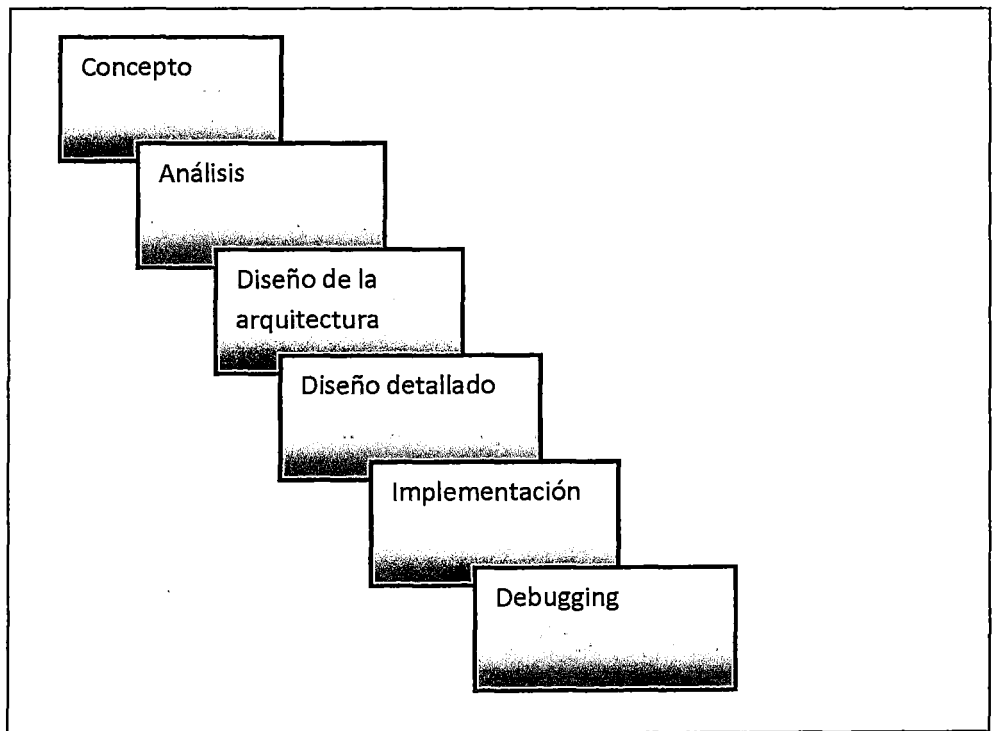 Concepto
Análisis
Diseño de la
arquitectura
Diseño detallado
Implementación
Debugging